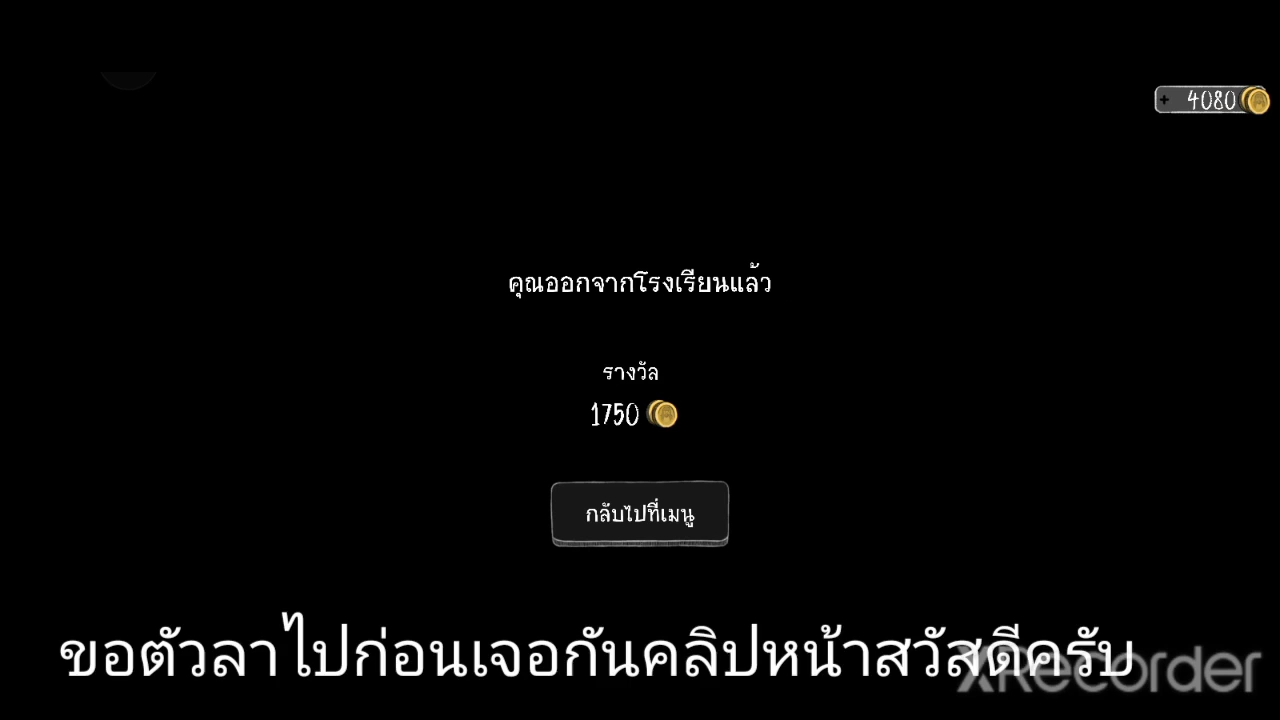 + 4080
คุณออกจากโรงเรียนแล้ว
รางวัล
1750
กลับไปที่เมนู
ขอตัวลาไปก่อนเจอกันคลิปหน้าสวัสดีครับ
XRecorder